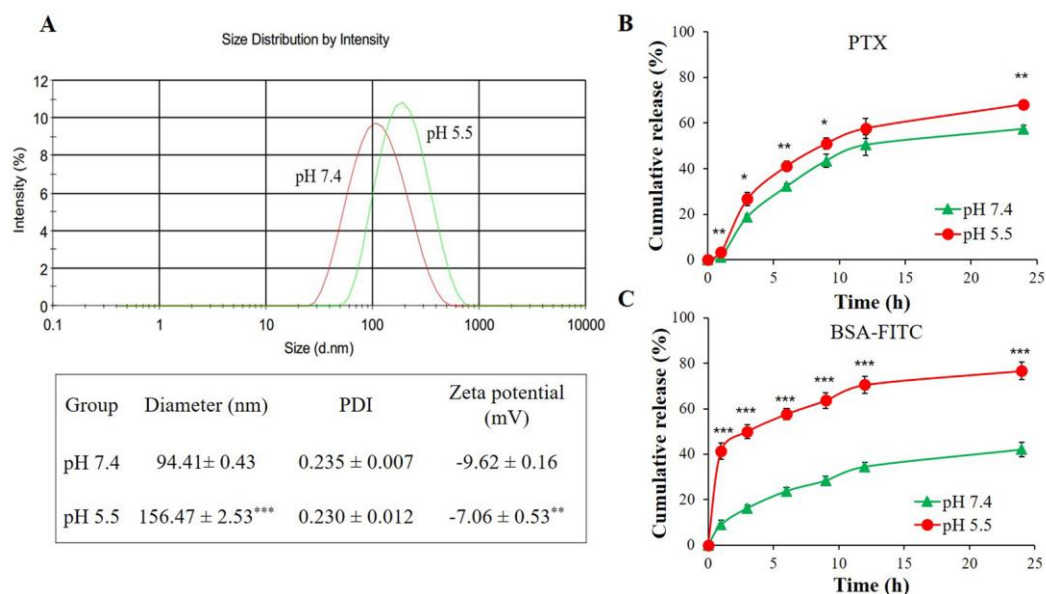 A
Size Distribution by Intensity
Intensity (%)
12
10
8
6
4
2
0
pH 7.4
pH 5.5
0.1 1 10 100 1000 10000
Size (d.nm)
Group Diameter (nm) PDI Zeta potential (mV)
pH 7.4 94.41± 0.43 0.235 ± 0.007 -9.62 ± 0.16
pH 5.5 156.47 ± 2.53*** 0.230 ± 0.012 -7.06 ± 0.53**
B
PTX
Cumulative release (%)
100
80
60
40
20
0
** * ** * **
pH 7.4
pH 5.5
0 5 10 15 20 25
Time (h)
C
BSA-FITC
Cumulative release (%)
100
80
60
40
20
0
*** *** *** *** *** ***
pH 7.4
pH 5.5
0 5 10 15 20 25
Time (h)